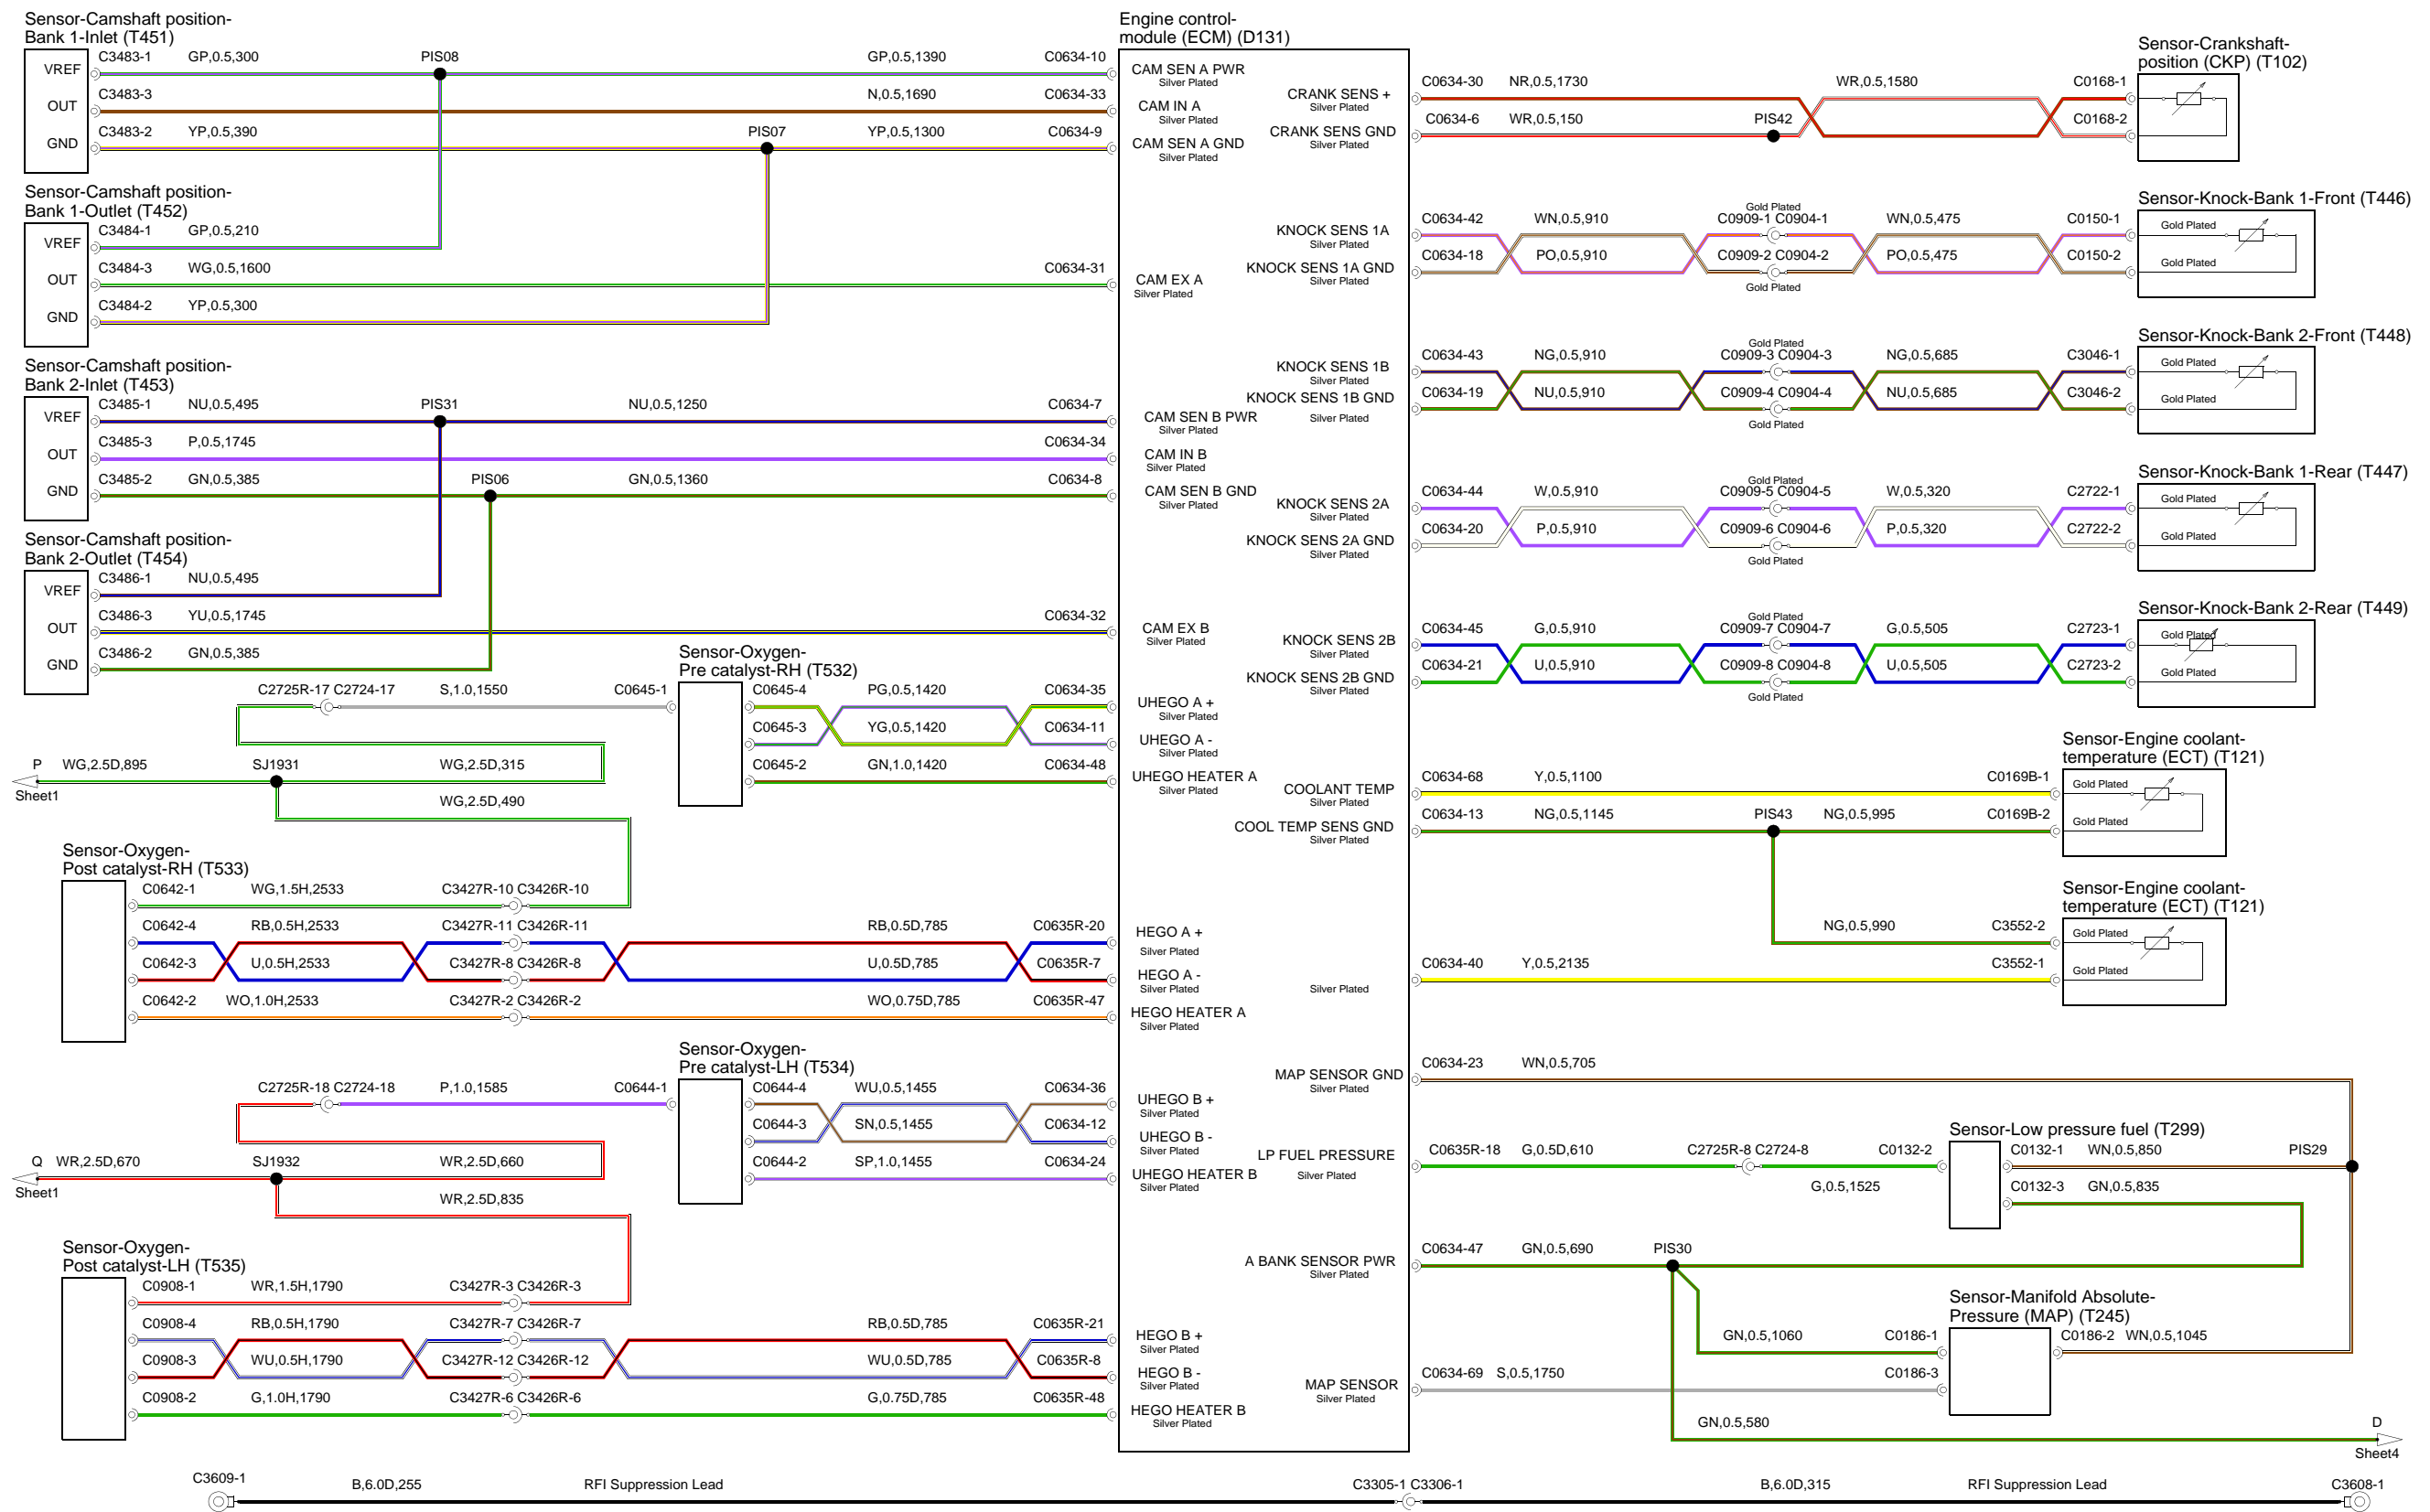 Sensor-Camshaft position-
Bank 1-Inlet (T451)
VREF
C3483-1
GP,0.5,300
PIS08
GP,0.5,1390
C0634-10
OUT
C3483-3
N,0.5,1690
C0634-33
GND
C3483-2
YP,0.5,390
PIS07
YP,0.5,1300
C0634-9
Sensor-Camshaft position-
Bank 1-Outlet (T452)
VREF
C3484-1
GP,0.5,210
OUT
C3484-3
WG,0.5,1600
C0634-31
GND
C3484-2
YP,0.5,300
Sensor-Camshaft position-
Bank 2-Inlet (T453)
VREF
C3485-1
NU,0.5,495
PIS31
NU,0.5,1250
C0634-7
OUT
C3485-3
P,0.5,1745
C0634-34
GND
C3485-2
GN,0.5,385
PIS06
GN,0.5,1360
C0634-8
Sensor-Camshaft position-
Bank 2-Outlet (T454)
VREF
C3486-1
NU,0.5,495
OUT
C3486-3
YU,0.5,1745
C0634-32
GND
C3486-2
GN,0.5,385
Sensor-Oxygen-
Pre catalyst-RH (T532)
C2725R-17 C2724-17
S,1.0,1550
C0645-1
C0645-4
PG,0.5,1420
C0634-35
C0645-3
YG,0.5,1420
C0634-11
C0645-2
GN,1.0,1420
C0634-48
P
WG,2.5D,895
SJ1931
WG,2.5D,315
Sheet1
WG,2.5D,490
Sensor-Oxygen-
Post catalyst-RH (T533)
C0642-1
WG,1.5H,2533
C3427R-10 C3426R-10
C0642-4
RB,0.5H,2533
C3427R-11 C3426R-11
RB,0.5D,785
C0635R-20
C0642-3
U,0.5H,2533
C3427R-8 C3426R-8
U,0.5D,785
C0635R-7
C0642-2
WO,1.0H,2533
C3427R-2 C3426R-2
WO,0.75D,785
C0635R-47
Sensor-Oxygen-
Pre catalyst-LH (T534)
C2725R-18 C2724-18
P,1.0,1585
C0644-1
C0644-4
WU,0.5,1455
C0634-36
C0644-3
SN,0.5,1455
C0634-12
C0644-2
SP,1.0,1455
C0634-24
Q
WR,2.5D,670
SJ1932
WR,2.5D,660
Sheet1
WR,2.5D,835
Sensor-Oxygen-
Post catalyst-LH (T535)
C0908-1
WR,1.5H,1790
C3427R-3 C3426R-3
C0908-4
RB,0.5H,1790
C3427R-7 C3426R-7
RB,0.5D,785
C0635R-21
C0908-3
WU,0.5H,1790
C3427R-12 C3426R-12
WU,0.5D,785
C0635R-8
C0908-2
G,1.0H,1790
C3427R-6 C3426R-6
G,0.75D,785
C0635R-48
Engine control-
module (ECM) (D131)
CAM SEN A PWR
Silver Plated
CAM IN A
Silver Plated
CAM SEN A GND
Silver Plated
CAM EX A
Silver Plated
CAM SEN B PWR
Silver Plated
CAM IN B
Silver Plated
CAM SEN B GND
Silver Plated
CAM EX B
Silver Plated
UHEGO A +
Silver Plated
UHEGO A -
Silver Plated
UHEGO HEATER A
Silver Plated
HEGO A +
Silver Plated
HEGO A -
Silver Plated
HEGO HEATER A
Silver Plated
UHEGO B +
Silver Plated
UHEGO B -
Silver Plated
UHEGO HEATER B
Silver Plated
HEGO B +
Silver Plated
HEGO B -
Silver Plated
HEGO HEATER B
Silver Plated
CRANK SENS +
Silver Plated
CRANK SENS GND
Silver Plated
KNOCK SENS 1A
Silver Plated
KNOCK SENS 1A GND
Silver Plated
KNOCK SENS 1B
Silver Plated
KNOCK SENS 1B GND
Silver Plated
KNOCK SENS 2A
Silver Plated
KNOCK SENS 2A GND
Silver Plated
KNOCK SENS 2B
Silver Plated
KNOCK SENS 2B GND
Silver Plated
COOLANT TEMP
Silver Plated
COOL TEMP SENS GND
Silver Plated
Silver Plated
MAP SENSOR GND
Silver Plated
LP FUEL PRESSURE
Silver Plated
A BANK SENSOR PWR
Silver Plated
MAP SENSOR
Silver Plated
Sensor-Crankshaft-
position (CKP) (T102)
C0634-30
NR,0.5,1730
WR,0.5,1580
C0168-1
C0634-6
WR,0.5,150
PIS42
C0168-2
Sensor-Knock-Bank 1-Front (T446)
Gold Plated
C0634-42
WN,0.5,910
C0909-1 C0904-1
WN,0.5,475
C0150-1
Gold Plated
C0634-18
PO,0.5,910
C0909-2 C0904-2
PO,0.5,475
C0150-2
Gold Plated
Gold Plated
Sensor-Knock-Bank 2-Front (T448)
Gold Plated
C0634-43
NG,0.5,910
C0909-3 C0904-3
NG,0.5,685
C3046-1
Gold Plated
C0634-19
NU,0.5,910
C0909-4 C0904-4
NU,0.5,685
C3046-2
Gold Plated
Gold Plated
Sensor-Knock-Bank 1-Rear (T447)
Gold Plated
C0634-44
W,0.5,910
C0909-5 C0904-5
W,0.5,320
C2722-1
Gold Plated
C0634-20
P,0.5,910
C0909-6 C0904-6
P,0.5,320
C2722-2
Gold Plated
Gold Plated
Sensor-Knock-Bank 2-Rear (T449)
Gold Plated
C0634-45
G,0.5,910
C0909-7 C0904-7
G,0.5,505
C2723-1
Gold Plated
C0634-21
U,0.5,910
C0909-8 C0904-8
U,0.5,505
C2723-2
Gold Plated
Gold Plated
Sensor-Engine coolant-
temperature (ECT) (T121)
C0634-68
Y,0.5,1100
C0169B-1
Gold Plated
C0634-13
NG,0.5,1145
PIS43
NG,0.5,995
C0169B-2
Gold Plated
Sensor-Engine coolant-
temperature (ECT) (T121)
NG,0.5,990
C3552-2
Gold Plated
C0634-40
Y,0.5,2135
C3552-1
Gold Plated
C0634-23
WN,0.5,705
Sensor-Low pressure fuel (T299)
C0635R-18
G,0.5D,610
C2725R-8 C2724-8
C0132-2
C0132-1
WN,0.5,850
PIS29
G,0.5,1525
C0132-3
GN,0.5,835
C0634-47
GN,0.5,690
PIS30
Sensor-Manifold Absolute-
Pressure (MAP) (T245)
GN,0.5,1060
C0186-1
C0186-2
WN,0.5,1045
C0634-69
S,0.5,1750
C0186-3
GN,0.5,580
D
Sheet4
C3609-1
B,6.0D,255
RFI Suppression Lead
C3305-1 C3306-1
B,6.0D,315
RFI Suppression Lead
C3608-1